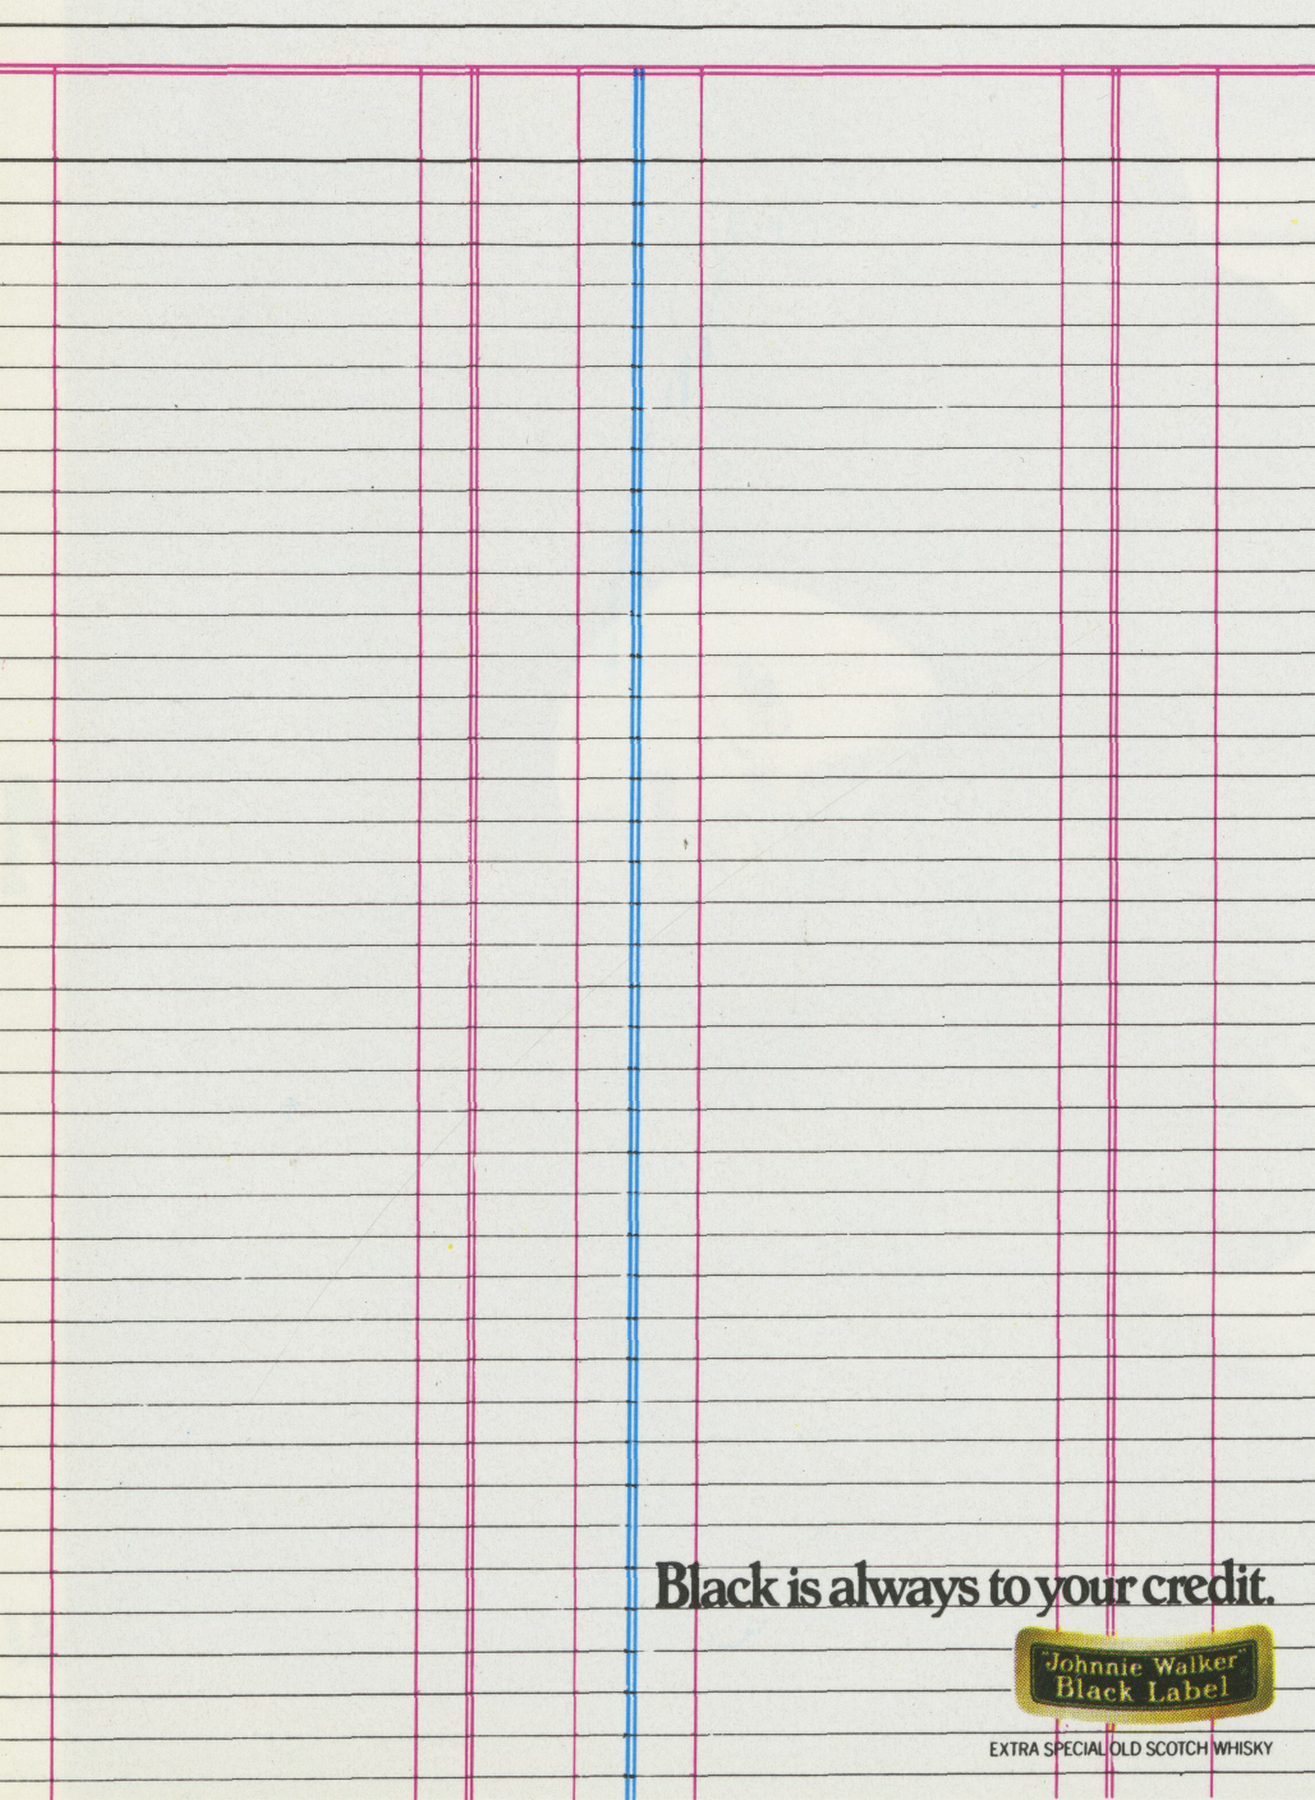 Black is always to your credit.
"Johnnie Walker"
Black Label
EXTRA SPECIAL OLD SCOTCH WHISKY